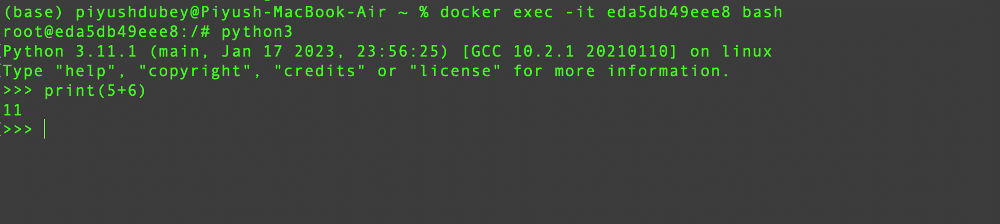 (base) piyushdubey@Piyush-MacBook-Air ~ % docker exec -it eda5db49eee8 bash
root@eda5db49eee8:/# python3
Python 3.11.1 (main, Jan 17 2023, 23:56:25) [GCC 10.2.1 20210110] on linux
Type "help", "copyright", "credits" or "license" for more information.
>>> print(5+6)
11
>>>